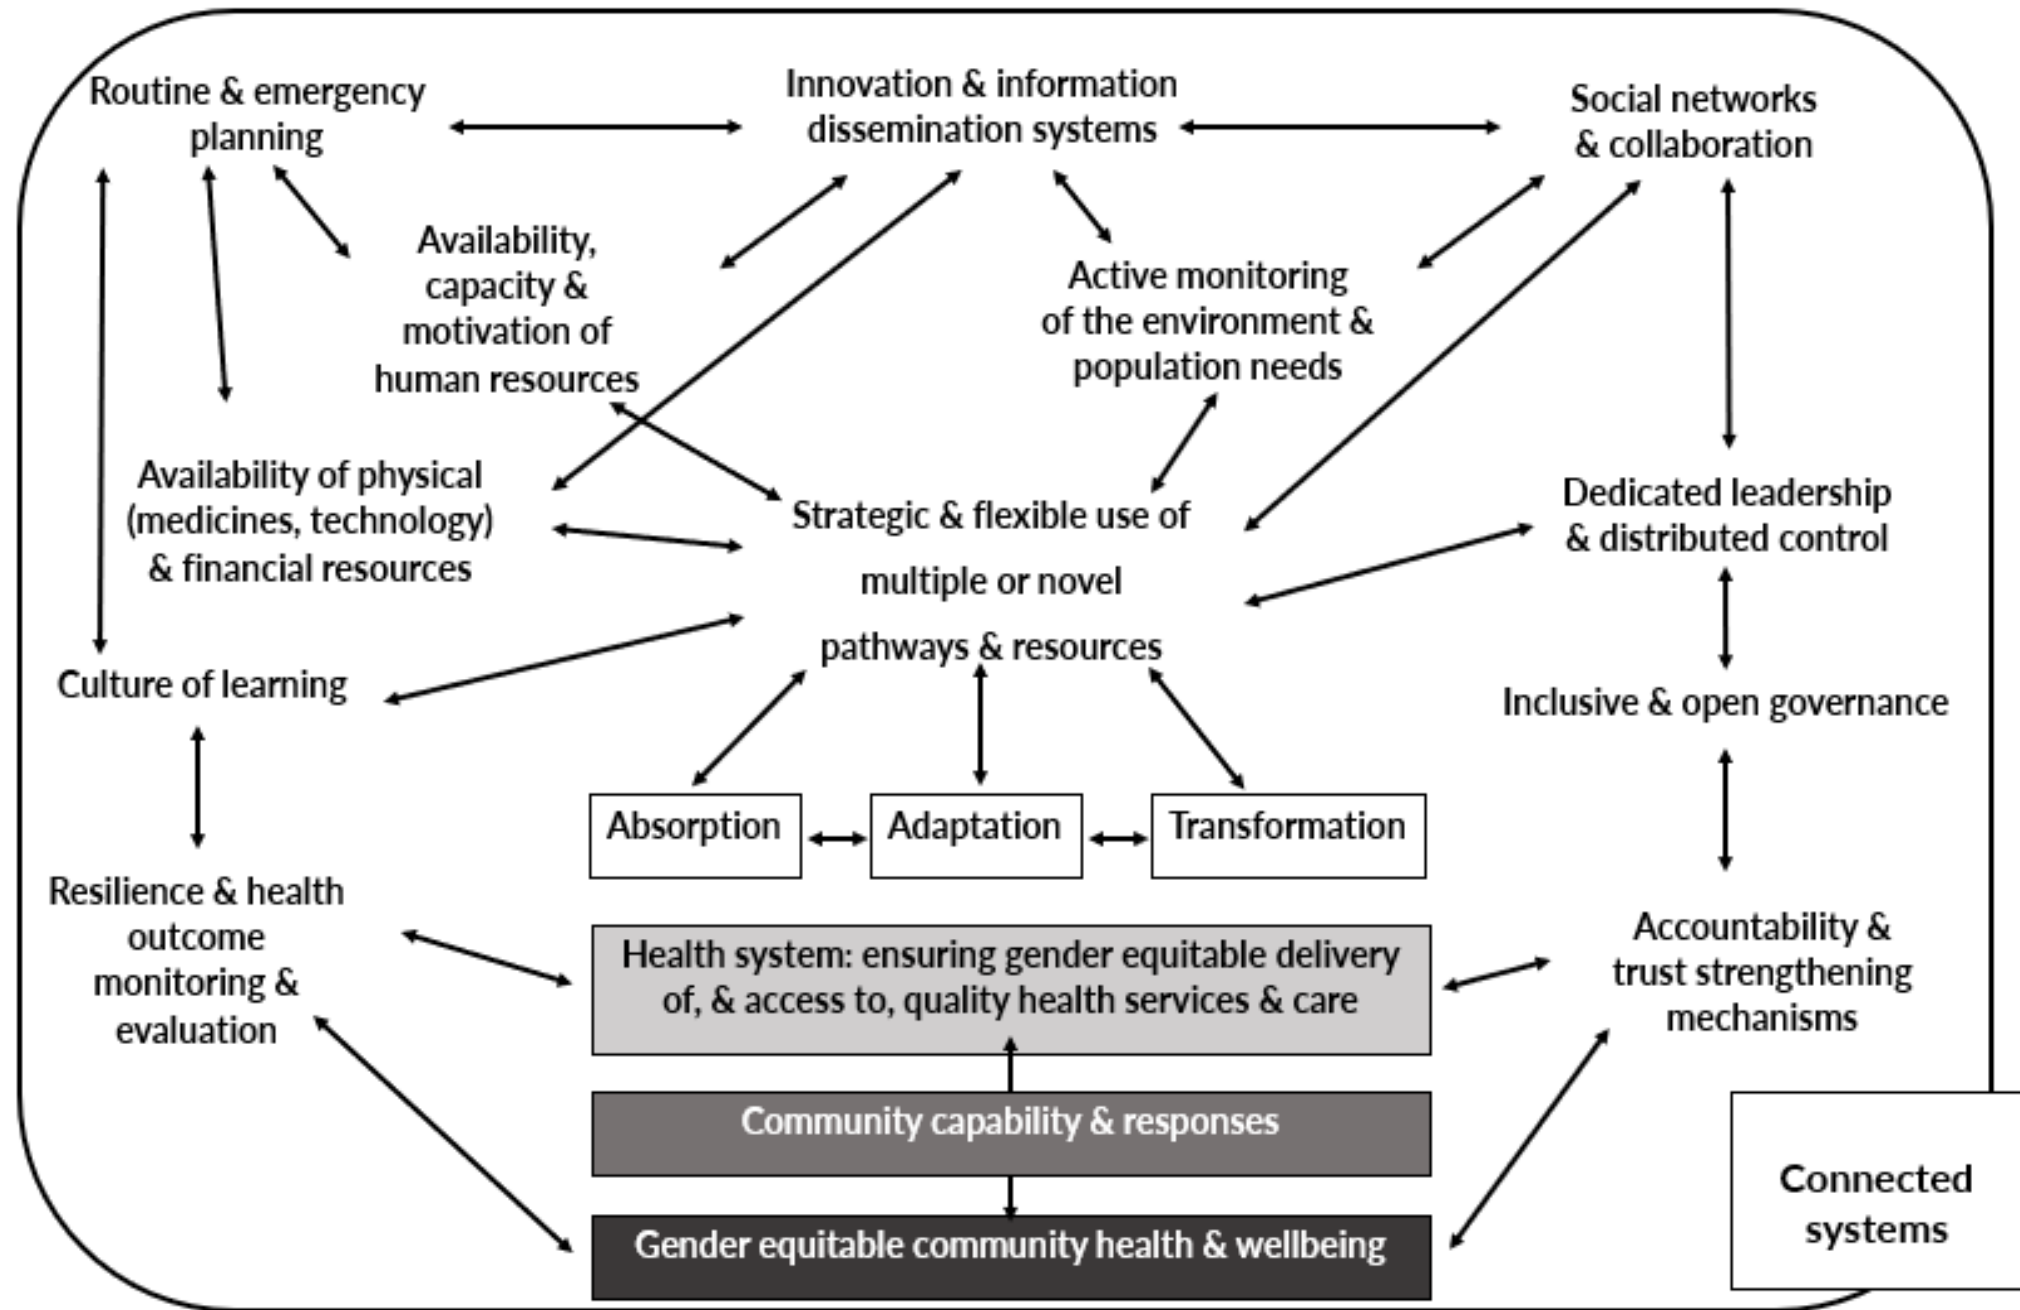 Routine & emergency
planning
Innovation & information
dissemination systems
Social networks
& collaboration
Availability,
capacity &
motivation of
human resources
Active monitoring
of the environment &
population needs
Availability of physical
(medicines, technology)
& financial resources
Strategic & flexible use of
multiple or novel
pathways & resources
Dedicated leadership
& distributed control
Culture of learning
Inclusive & open governance
Absorption
Adaptation
Transformation
Resilience & health
outcome
monitoring &
evaluation
Health system: ensuring gender equitable delivery
of, & access to, quality health services & care
Accountability &
trust strengthening
mechanisms
Community capability & responses
Gender equitable community health & wellbeing
Connected
systems